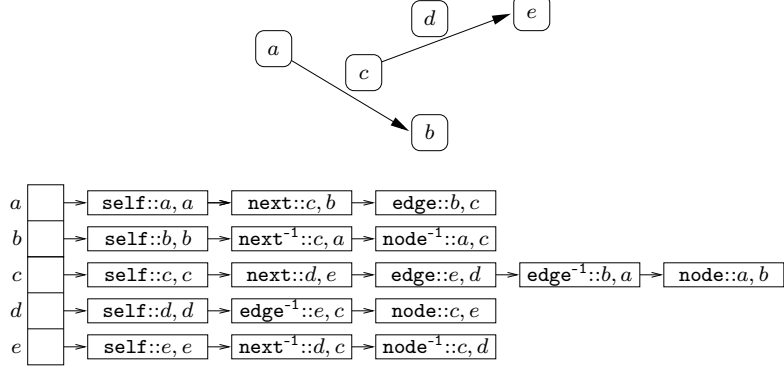 d e
a
c
b
a self::a, a next::c, b edge::b, c
b self::b, b next⁻¹::c, a node⁻¹::a, c
c self::c, c next::d, e edge::e, d edge⁻¹::b, a node::a, b
d self::d, d edge⁻¹::e, c node::c, e
e self::e, e next⁻¹::d, c node⁻¹::c, d